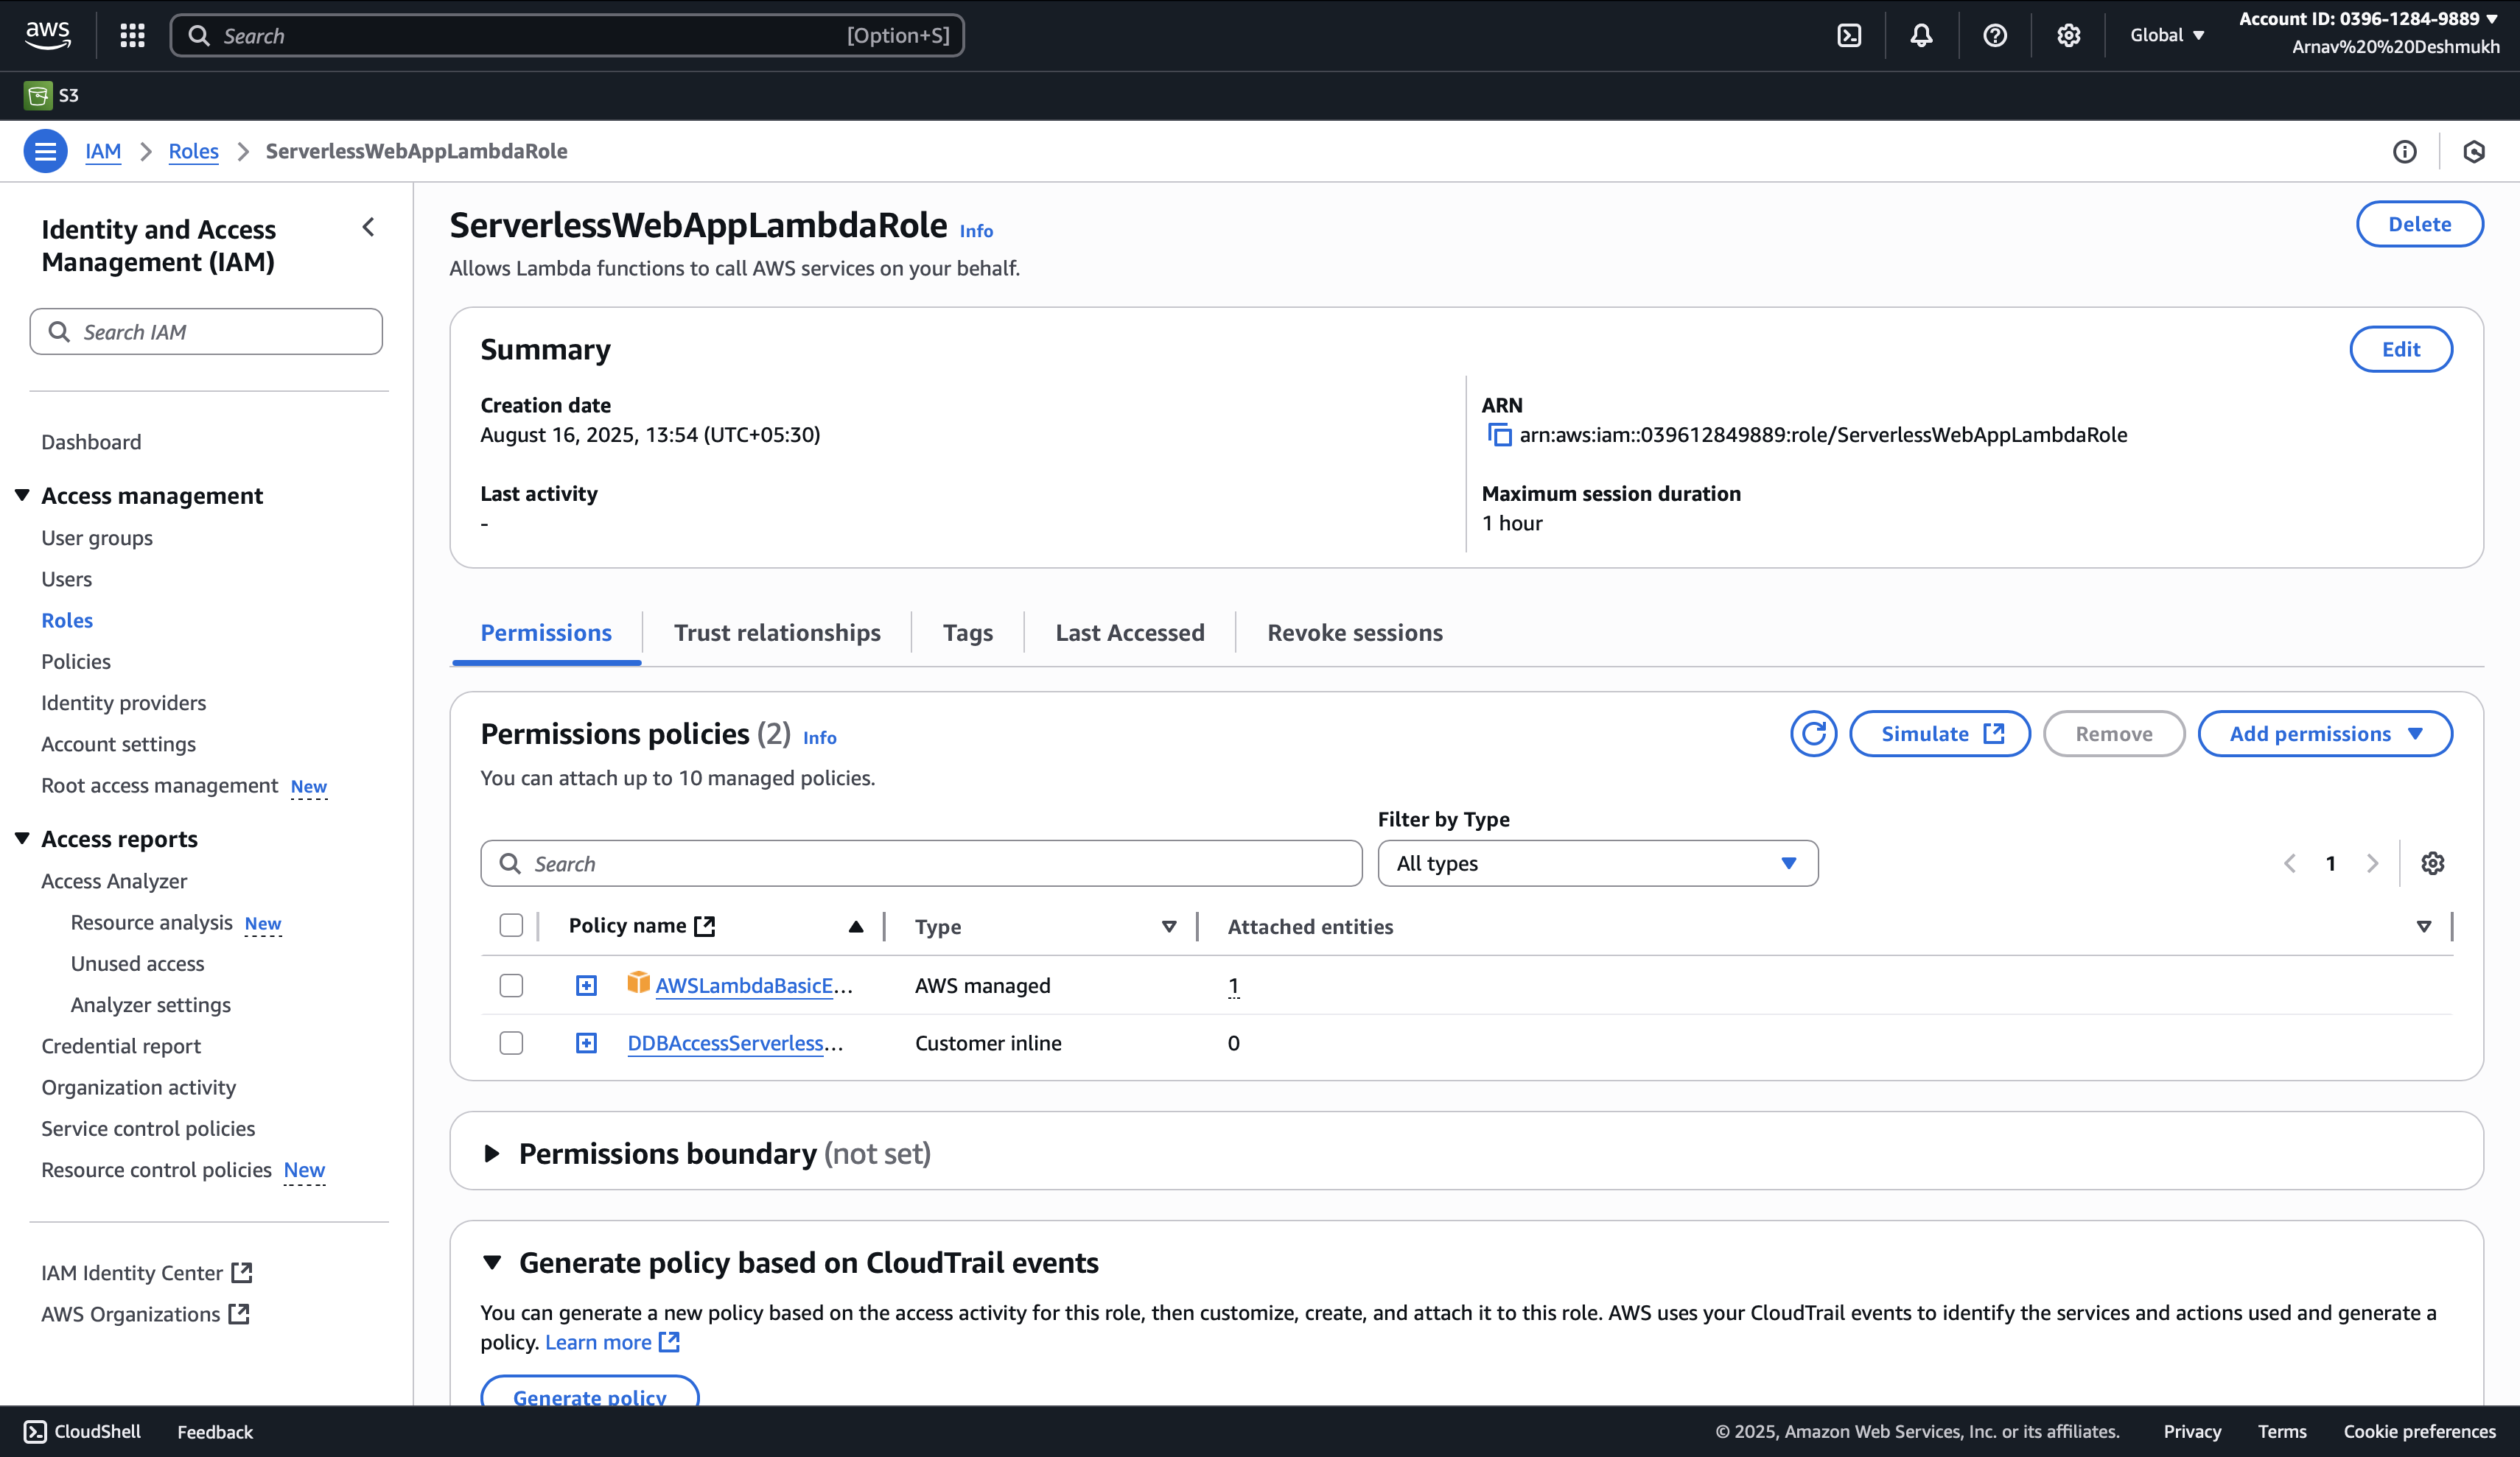 aws
Search
[Option+S]
Global
Account ID: 0396-1284-9889
Arnav%20%20Deshmukh
S3
IAM
Roles
ServerlessWebAppLambdaRole
Identity and Access
Management (IAM)
Search IAM
Dashboard
Access management
User groups
Users
Roles
Policies
Identity providers
Account settings
Root access management New
Access reports
Access Analyzer
Resource analysis New
Unused access
Analyzer settings
Credential report
Organization activity
Service control policies
Resource control policies New
IAM Identity Center
AWS Organizations
ServerlessWebAppLambdaRole Info
Delete
Allows Lambda functions to call AWS services on your behalf.
Summary
Edit
Creation date
August 16, 2025, 13:54 (UTC+05:30)
ARN
arn:aws:iam::039612849889:role/ServerlessWebAppLambdaRole
Last activity
-
Maximum session duration
1 hour
Permissions
Trust relationships
Tags
Last Accessed
Revoke sessions
Permissions policies (2) Info
Simulate
Remove
Add permissions
You can attach up to 10 managed policies.
Filter by Type
Search
All types
1
Policy name
Type
Attached entities
AWSLambdaBasicE...
AWS managed
1
DDBAccessServerless...
Customer inline
0
Permissions boundary (not set)
Generate policy based on CloudTrail events
You can generate a new policy based on the access activity for this role, then customize, create, and attach it to this role. AWS uses your CloudTrail events to identify the services and actions used and generate a
policy. Learn more
Generate policy
CloudShell
Feedback
© 2025, Amazon Web Services, Inc. or its affiliates.
Privacy
Terms
Cookie preferences